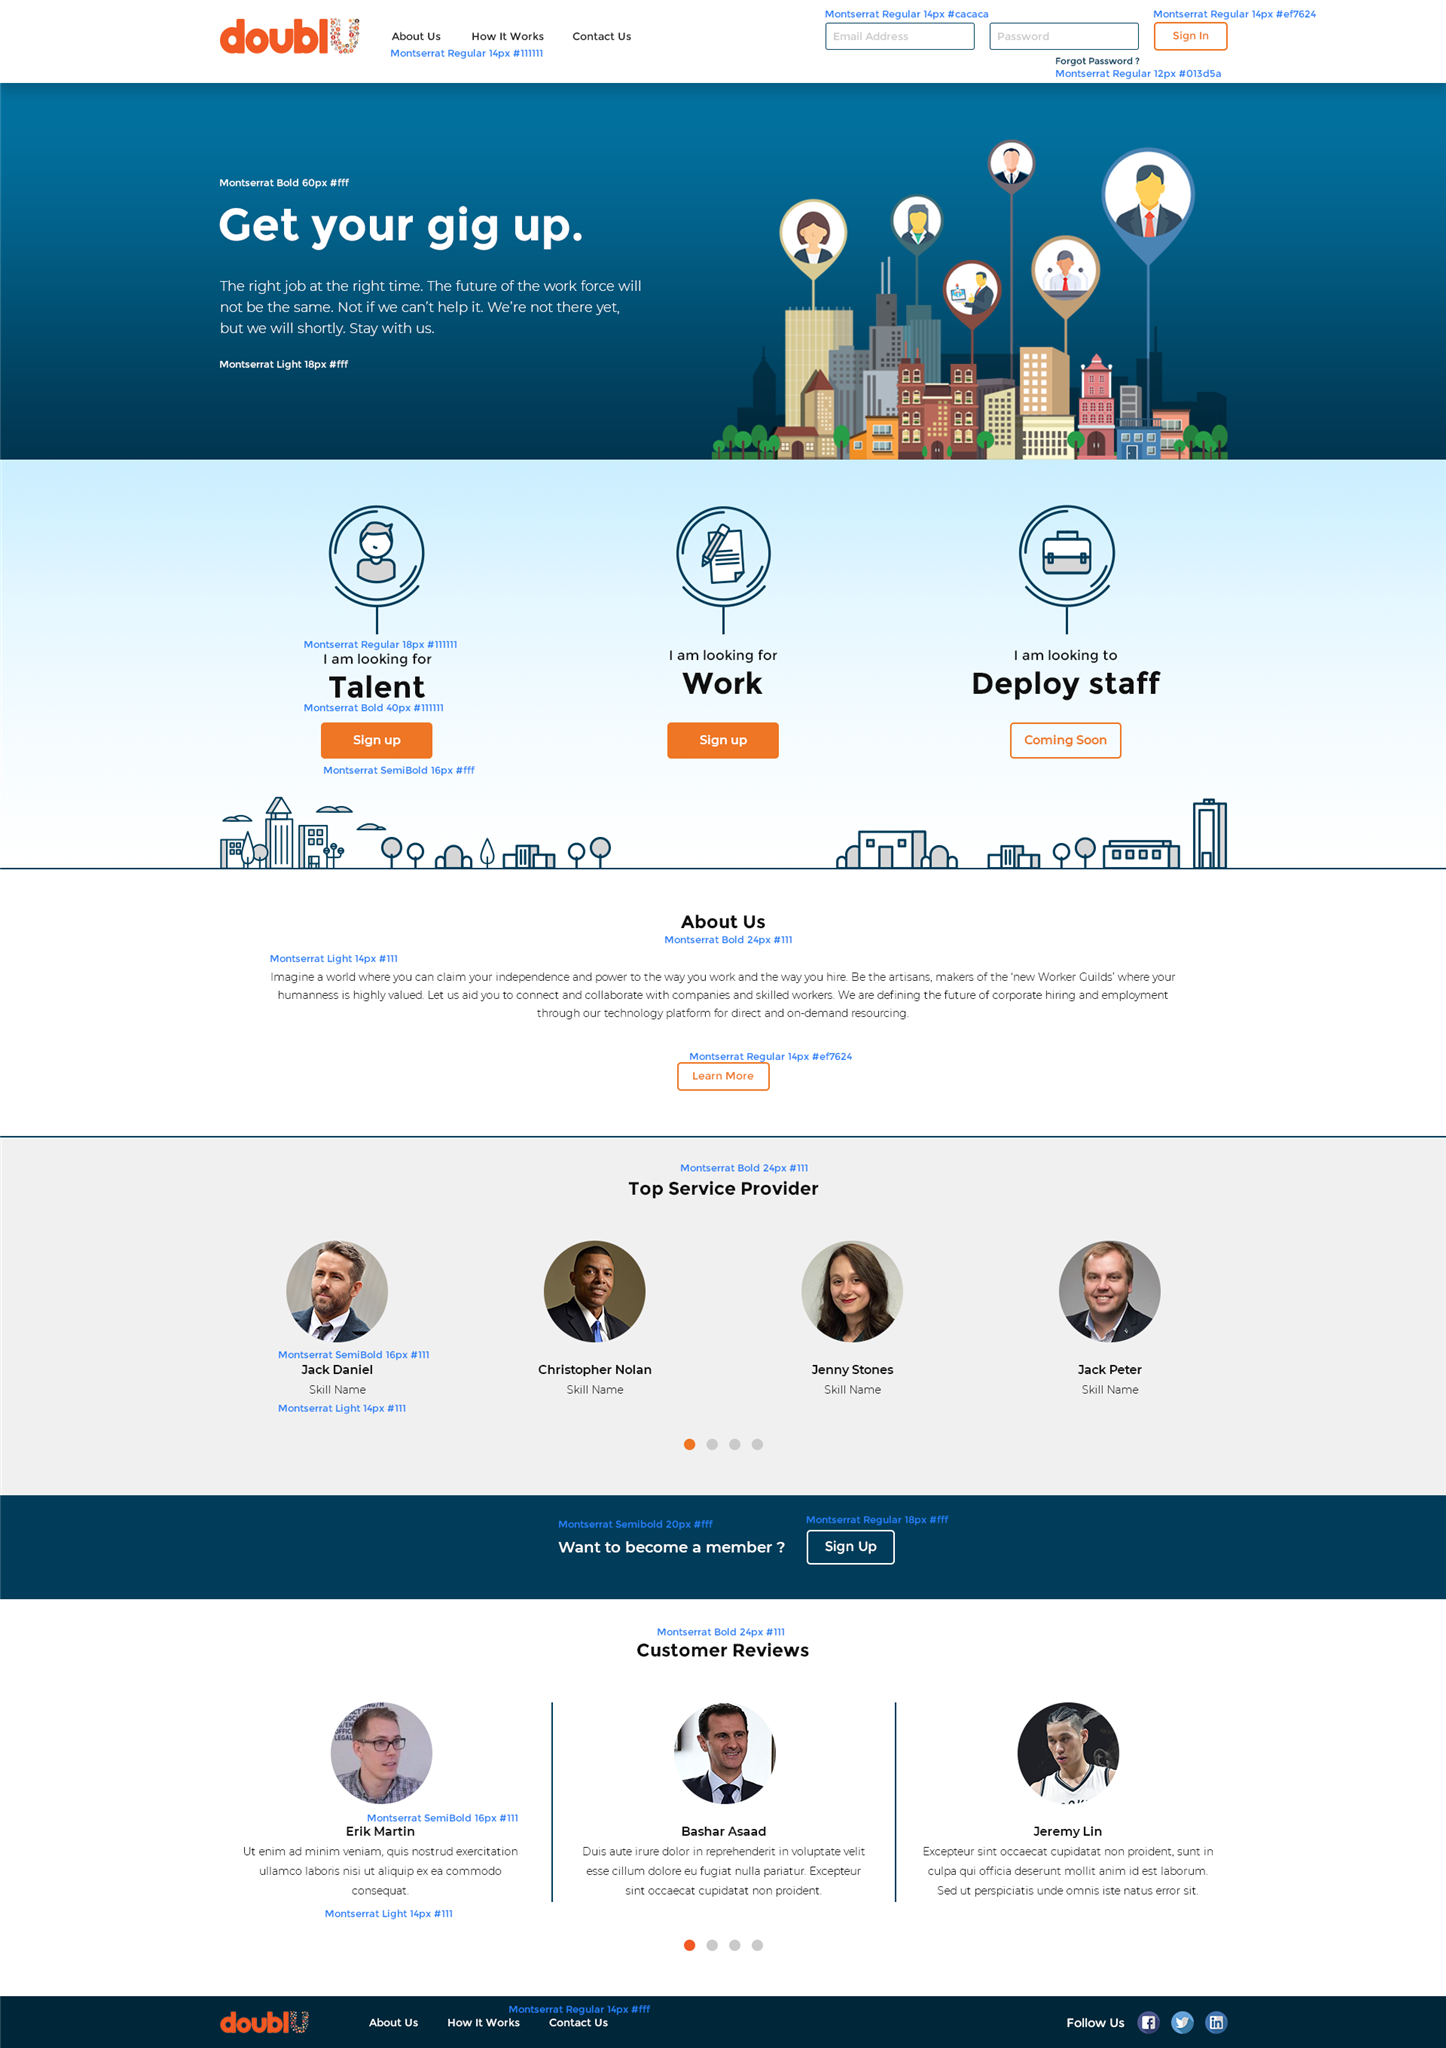 Montserrat Regular 14px #cacaca
Montserrat Regular 14px #ef7624
doublU
About Us
How It Works
Contact Us
Email Address
Password
Sign In
Montserrat Regular 14px #111111
Forgot Password ?
Montserrat Regular 12px #013d5a
Montserrat Bold 60px #fff
Get your gig up.
The right job at the right time. The future of the work force will
not be the same. Not if we can't help it. We're not there yet,
but we will shortly. Stay with us.
Montserrat Light 18px #fff
Montserrat Regular 18px #111111
I am looking for
Talent
Montserrat Bold 40px #111111
Sign up
Montserrat SemiBold 16px #fff
I am looking for
Work
Sign up
I am looking to
Deploy staff
Coming Soon
About Us
Montserrat Bold 24px #111
Montserrat Light 14px #111
Imagine a world where you can claim your independence and power to the way you work and the way you hire. Be the artisans, makers of the 'new Worker Guilds' where your
humanness is highly valued. Let us aid you to connect and collaborate with companies and skilled workers. We are defining the future of corporate hiring and employment
through our technology platform for direct and on-demand resourcing.
Montserrat Regular 14px #ef7624
Learn More
Montserrat Bold 24px #111
Top Service Provider
Montserrat SemiBold 16px #111
Jack Daniel
Skill Name
Montserrat Light 14px #111
Christopher Nolan
Skill Name
Jenny Stones
Skill Name
Jack Peter
Skill Name
Montserrat Semibold 20px #fff
Montserrat Regular 18px #fff
Want to become a member ?
Sign Up
Montserrat Bold 24px #111
Customer Reviews
Montserrat SemiBold 16px #111
Erik Martin
Ut enim ad minim veniam, quis nostrud exercitation
ullamco laboris nisi ut aliquip ex ea commodo
consequat.
Montserrat Light 14px #111
Bashar Asaad
Duis aute irure dolor in reprehenderit in voluptate velit
esse cillum dolore eu fugiat nulla pariatur. Excepteur
sint occaecat cupidatat non proident.
Jeremy Lin
Excepteur sint occaecat cupidatat non proident, sunt in
culpa qui officia deserunt mollit anim id est laborum.
Sed ut perspiciatis unde omnis iste natus error sit.
Montserrat Regular 14px #fff
doublU
About Us
How It Works
Contact Us
Follow Us